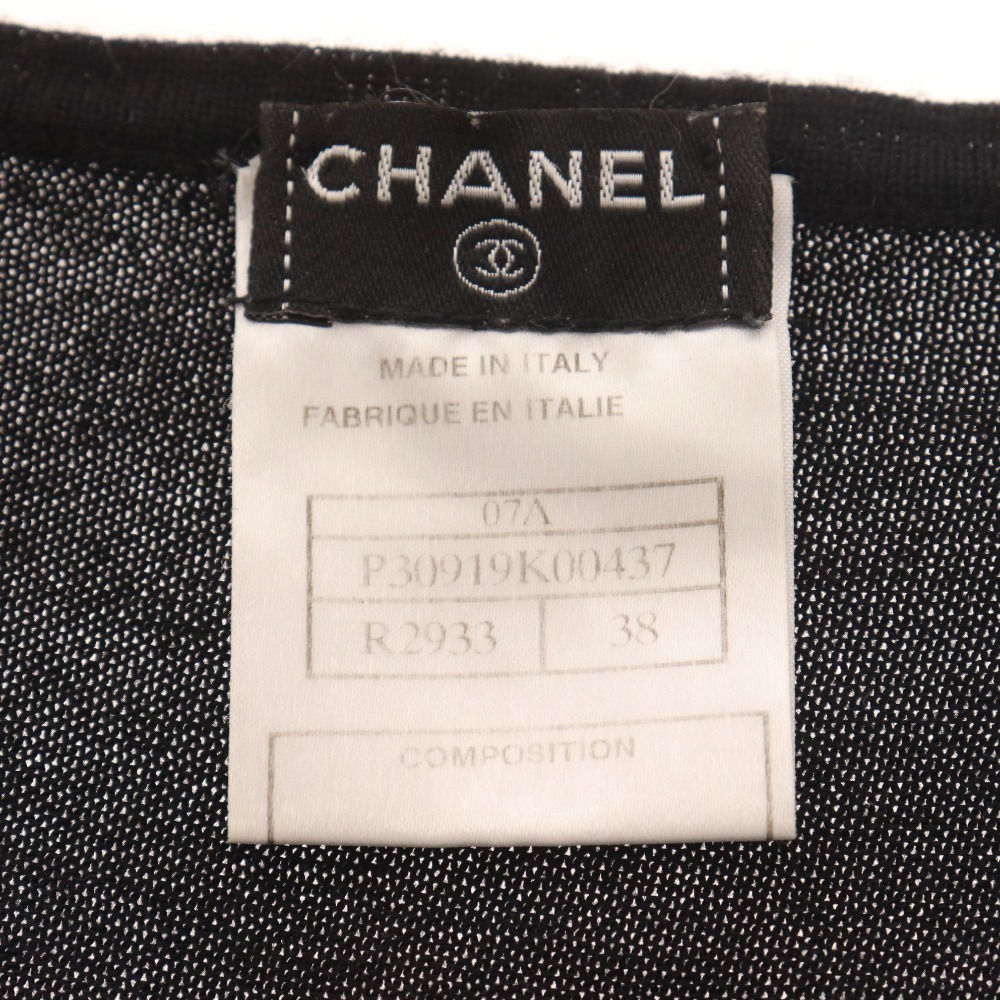 CHANEL
MADE IN ITALY
FABRIQUE EN ITALIE
07A
P30919K00437
R2933 38
COMPOSITION